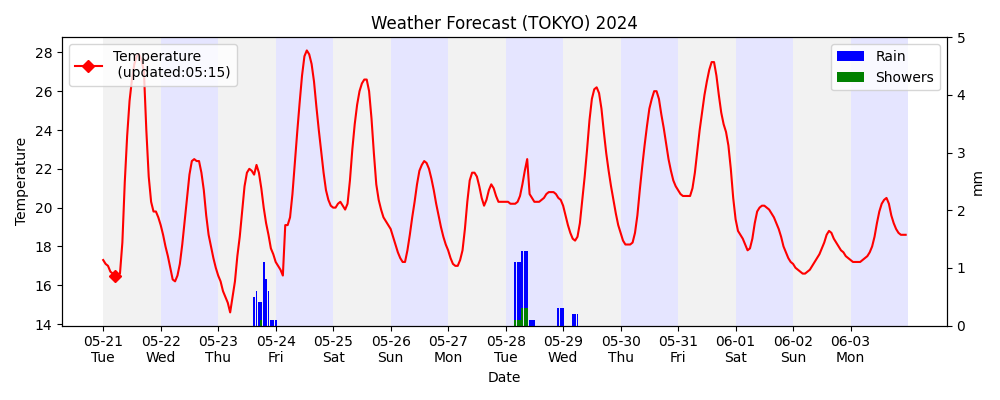 Weather Forecast (TOKYO) 2024
Temperature
(updated:05:15)
Rain
Showers
Temperature
28
26
24
22
20
18
16
14
5
4
3
2
1
0
mm
05-21 05-22 05-23 05-24 05-25 05-26 05-27 05-28 05-29 05-30 05-31 06-01 06-02 06-03
Tue Wed Thu Fri Sat Sun Mon Tue Wed Thu Fri Sat Sun Mon
Date